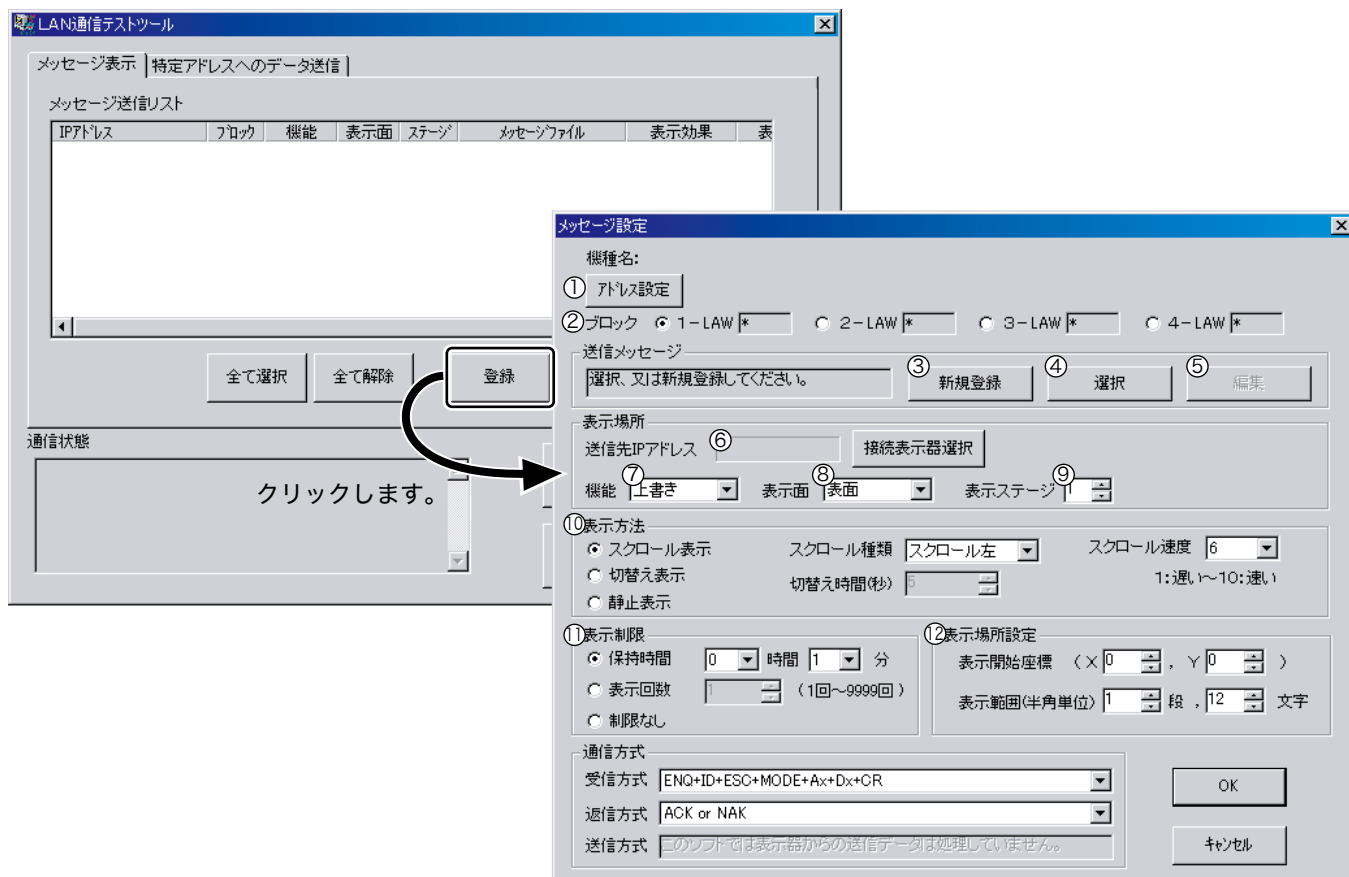 LAN通信テストツール
メッセージ表示 特定アドレスへのデータ送信
メッセージ送信リスト
IPアドレス ブロック 機能 表示面 ステージ メッセージファイル 表示効果 表
全て選択 全て解除 登録
通信状態
クリックします。
メッセージ設定
機種名:
① アドレス設定
②ブロック 1-LAW * 2-LAW * 3-LAW * 4-LAW *
送信メッセージ
選択、又は新規登録してください。 ③ 新規登録 ④ 選択 ⑤ 編集
表示場所
送信先IPアドレス ⑥ 接続表示器選択
機能 ⑦ 上書き 表示面 ⑧ 表面 表示ステージ ⑨ 1
⑩表示方法
スクロール表示 スクロール種類 スクロール左 スクロール速度 6
切替え表示 切替え時間(秒) 5 1:遅い~10:速い
静止表示
⑪表示制限
保持時間 0 時間 1 分
表示回数 1 (1回~9999回)
制限なし
⑫表示場所設定
表示開始座標 (X 0 , Y 0 )
表示範囲(半角単位) 1 段 , 12 文字
通信方式
受信方式 ENQ+ID+ESC+MODE+Ax+Dx+CR
返信方式 ACK or NAK
送信方式 このソフトでは表示器からの送信データは処理していません。
OK
キャンセル